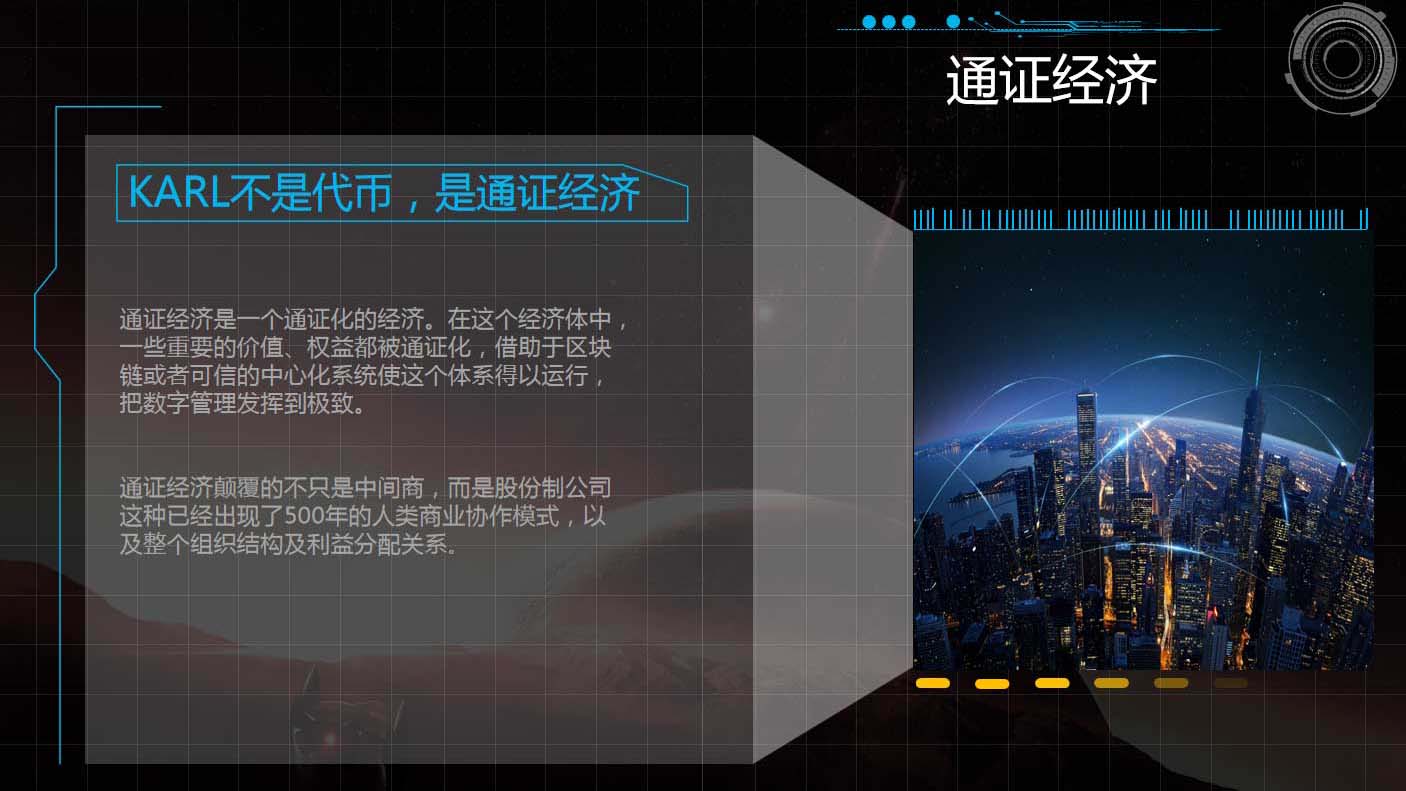 通证经济
KARL不是代币，是通证经济
通证经济是一个通证化的经济。在这个经济体中，
一些重要的价值、权益都被通证化，借助于区块
链或者可信的中心化系统使这个体系得以运行，
把数字管理发挥到极致。
通证经济颠覆的不只是中间商，而是股份制公司
这种已经出现了500年的人类商业协作模式，以
及整个组织结构及利益分配关系。